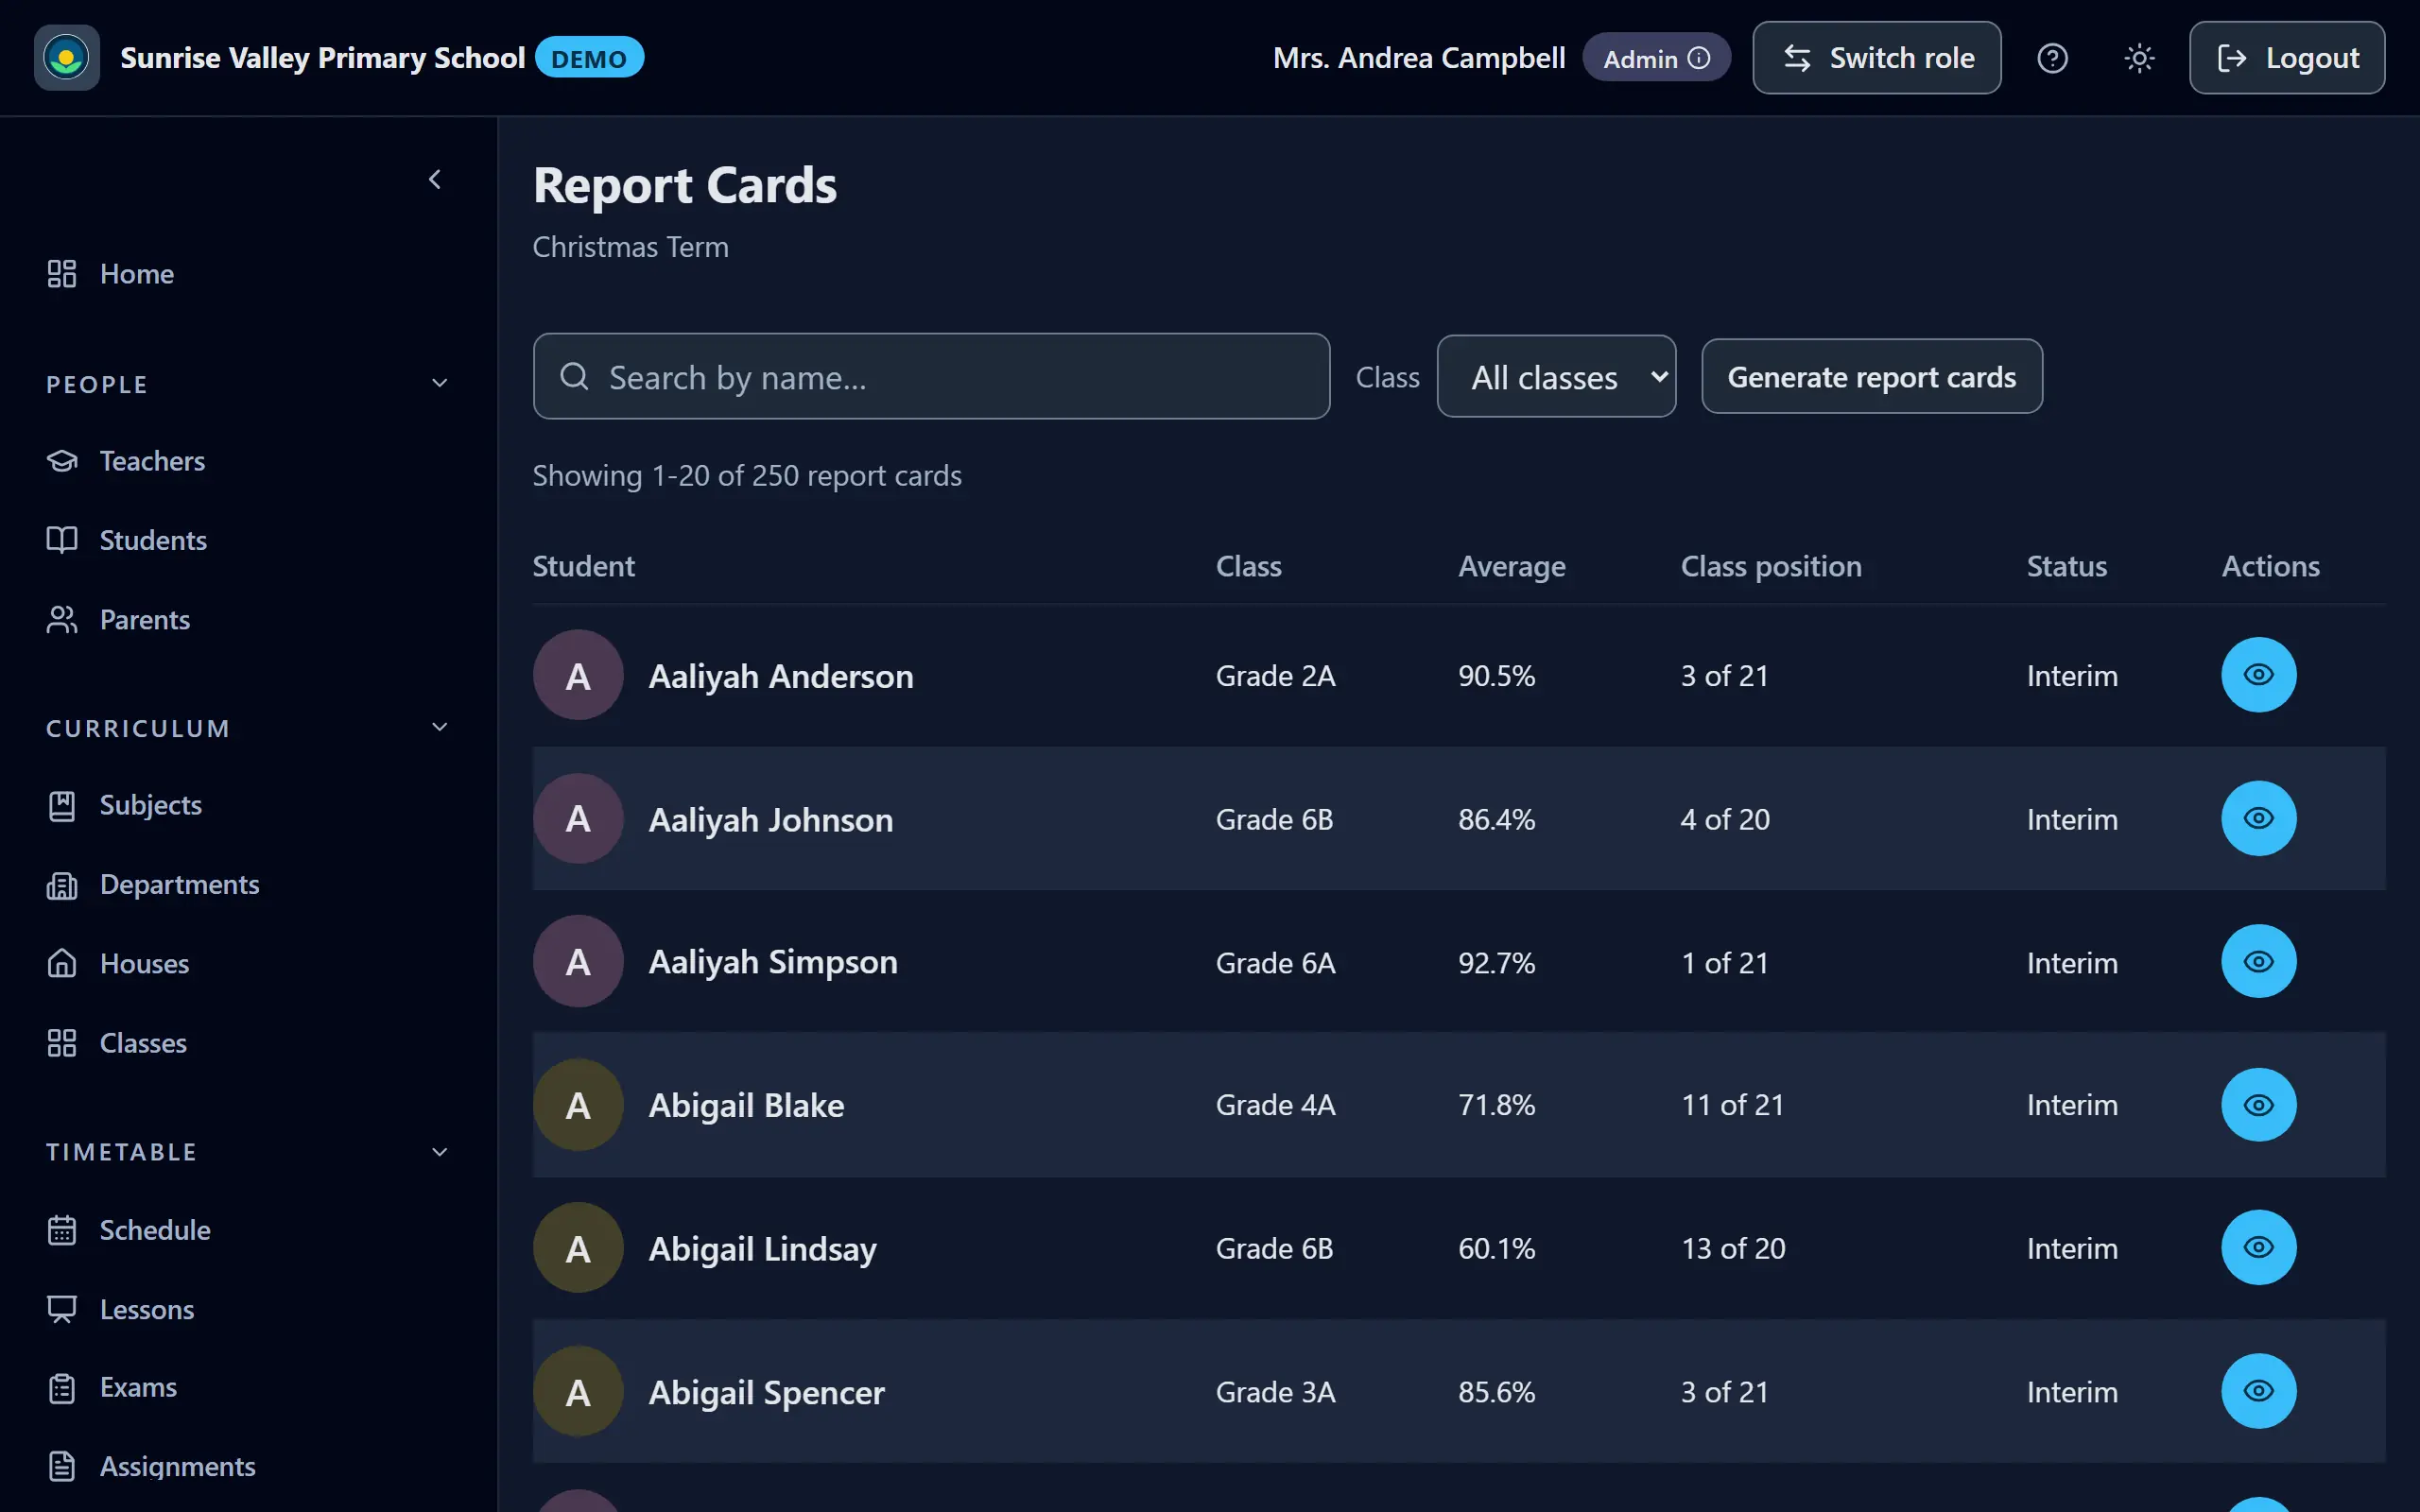 Sunrise Valley Primary School DEMO
Mrs. Andrea Campbell Admin Switch role Logout
Home
PEOPLE
Teachers
Students
Parents
CURRICULUM
Subjects
Departments
Houses
Classes
TIMETABLE
Schedule
Lessons
Exams
Assignments
Report Cards
Christmas Term
Search by name... Class All classes Generate report cards
Showing 1-20 of 250 report cards
Student Class Average Class position Status Actions
A Aaliyah Anderson Grade 2A 90.5% 3 of 21 Interim
A Aaliyah Johnson Grade 6B 86.4% 4 of 20 Interim
A Aaliyah Simpson Grade 6A 92.7% 1 of 21 Interim
A Abigail Blake Grade 4A 71.8% 11 of 21 Interim
A Abigail Lindsay Grade 6B 60.1% 13 of 20 Interim
A Abigail Spencer Grade 3A 85.6% 3 of 21 Interim